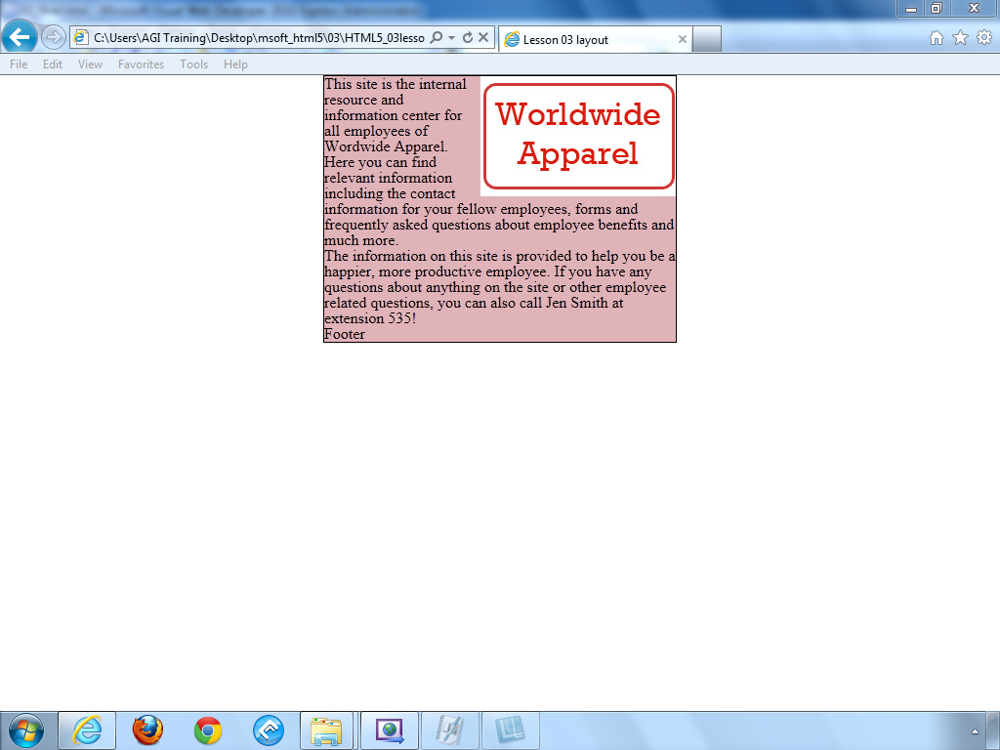 C:\Users\AGI Training\Desktop\msoft_html5\03\HTML5_03lesso
Lesson 03 layout
File Edit View Favorites Tools Help
This site is the internal
resource and
information center for
all employees of
Wordwide Apparel.
Here you can find
relevant information
including the contact
information for your fellow employees, forms and
frequently asked questions about employee benefits and
much more.
The information on this site is provided to help you be a
happier, more productive employee. If you have any
questions about anything on the site or other employee
related questions, you can also call Jen Smith at
extension 535!
Footer
Worldwide
Apparel